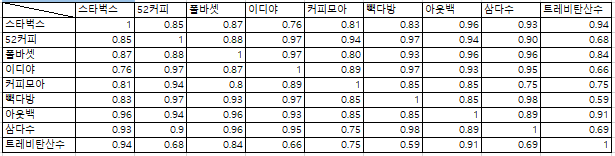 스타벅스 52커피 폴바셋 이디야 커피모아 빽다방 아웃백 삼다수 트레비탄산수
스타벅스 1 0.85 0.87 0.76 0.81 0.83 0.96 0.93 0.94
52커피 0.85 1 0.88 0.97 0.94 0.97 0.94 0.90 0.68
폴바셋 0.87 0.88 1 0.97 0.80 0.93 0.96 0.96 0.84
이디야 0.76 0.97 0.87 1 0.89 0.97 0.93 0.95 0.66
커피모아 0.81 0.94 0.8 0.89 1 0.85 0.85 0.75 0.75
빽다방 0.83 0.97 0.93 0.97 0.85 1 0.85 0.98 0.59
아웃백 0.96 0.94 0.96 0.93 0.85 0.85 1 0.89 0.91
삼다수 0.93 0.9 0.96 0.95 0.75 0.98 0.89 1 0.69
트레비탄산수 0.94 0.68 0.84 0.66 0.75 0.59 0.91 0.69 1